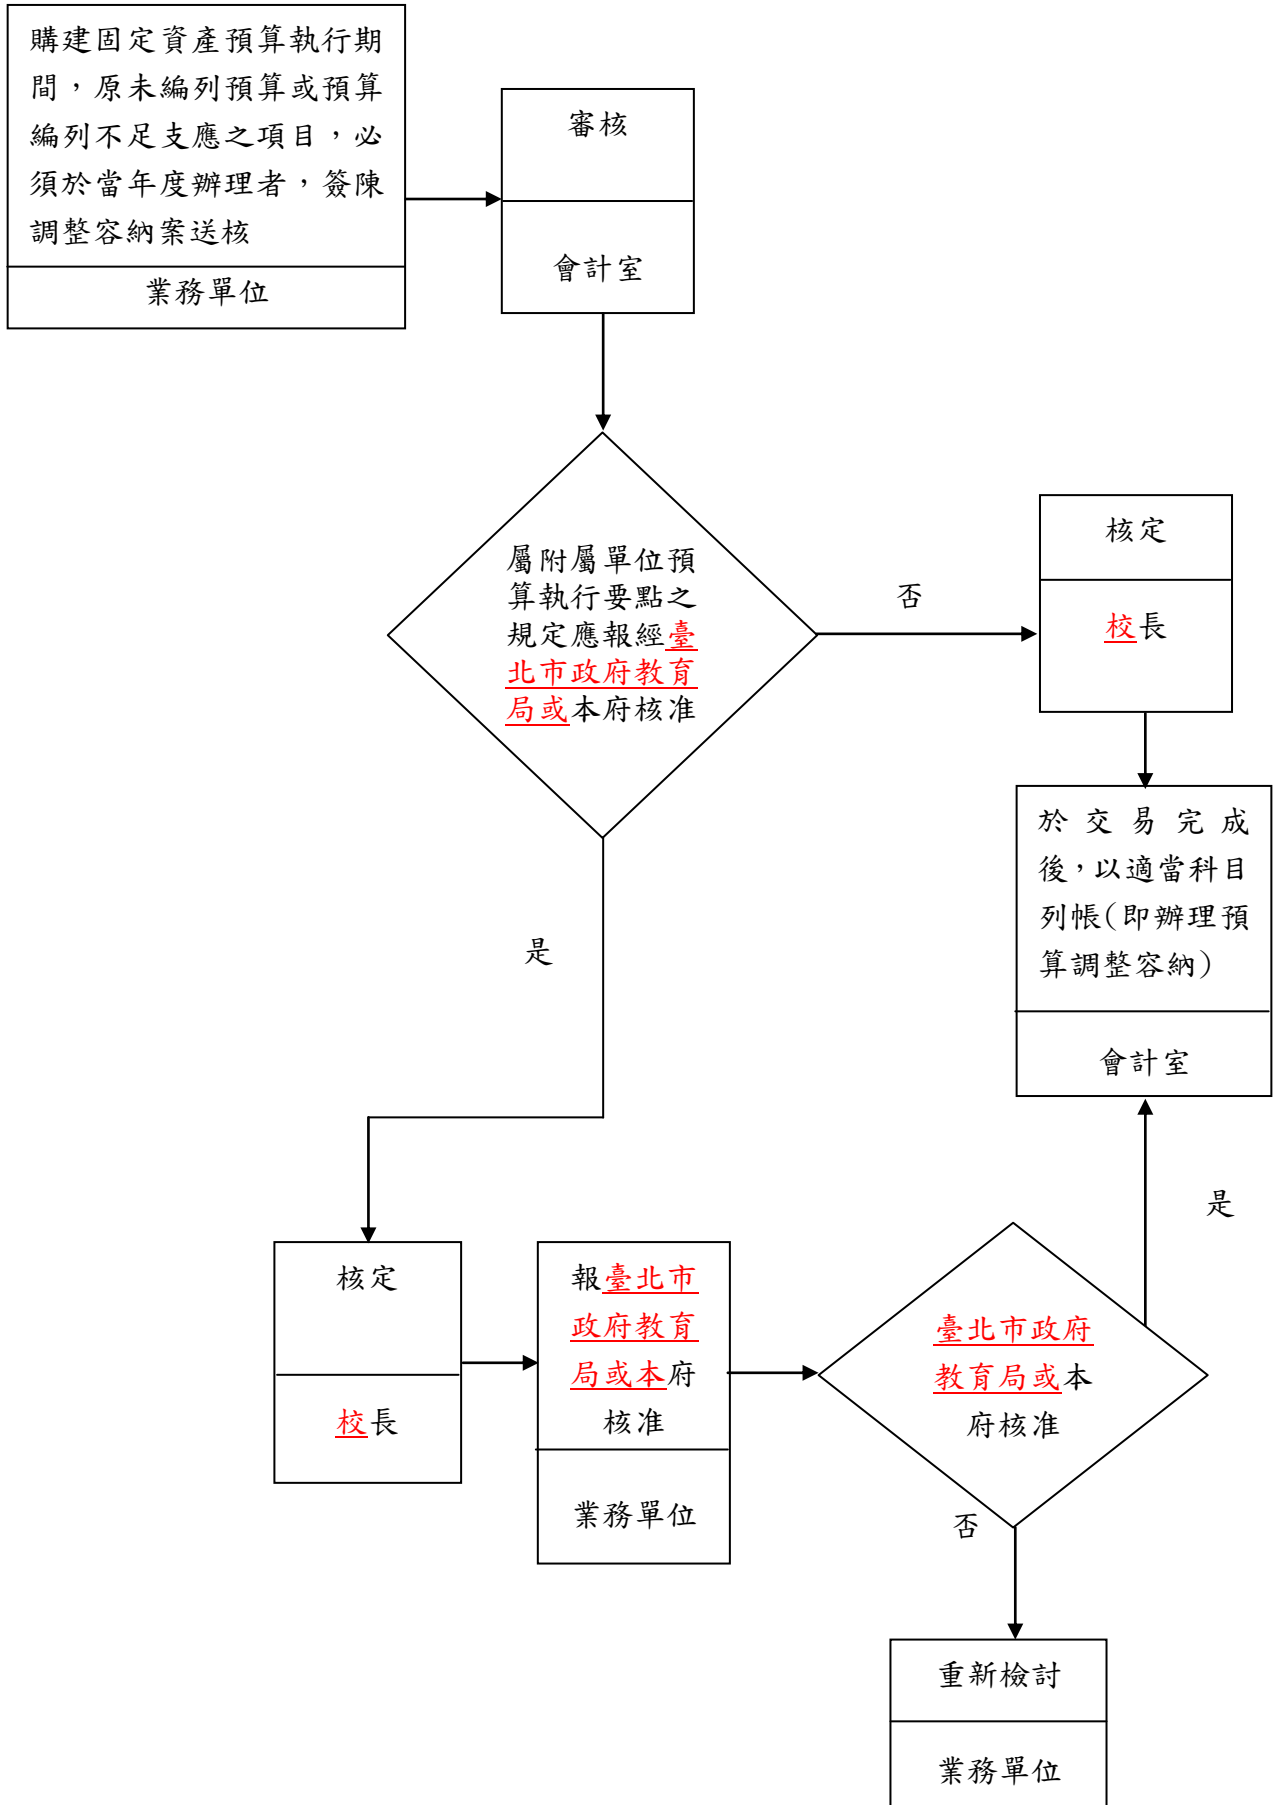 購建固定資產預算執行期
間，原未編列預算或預算
編列不足支應之項目，必
須於當年度辦理者，簽陳
調整容納案送核
業務單位
審核
會計室
屬附屬單位預
算執行要點之
規定應報經臺
北市政府教育
局或本府核准
否
核定
校長
於交易完成
後，以適當科目
列帳(即辦理預
算調整容納)
會計室
是
核定
校長
報臺北市
政府教育
局或本府
核准
業務單位
臺北市政府
教育局或本
府核准
是
否
重新檢討
業務單位